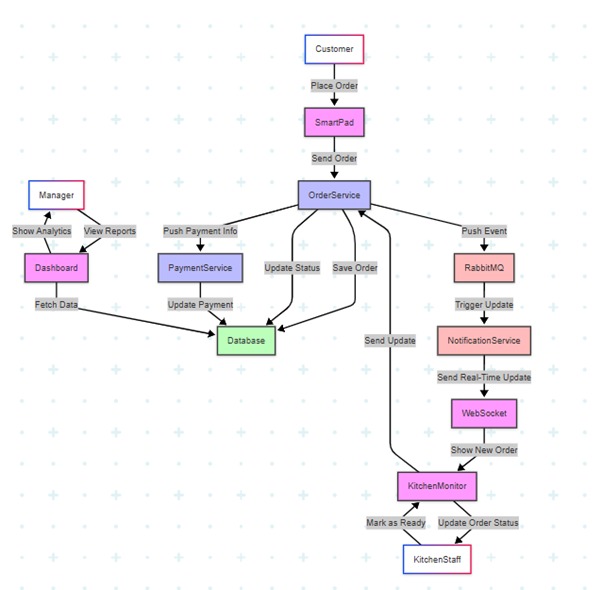 Customer
Place Order
SmartPad
Send Order
Manager
OrderService
Show Analytics
View Reports
Push Payment Info
Push Event
Dashboard
PaymentService
Update Status
Save Order
RabbitMQ
Fetch Data
Update Payment
Trigger Update
Database
Send Update
NotificationService
Send Real-Time Update
WebSocket
Show New Order
KitchenMonitor
Mark as Ready
Update Order Status
KitchenStaff